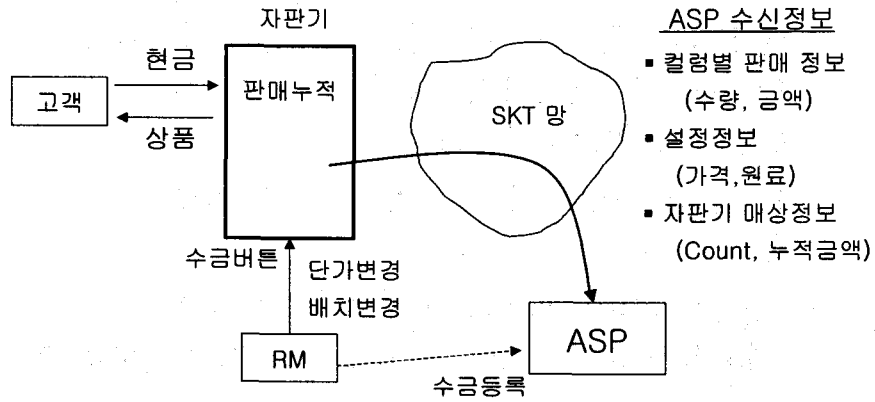 자판기
현금
고객
상품
판매누적
SKT 망
수금버튼
단가변경
배치변경
RM
수금등록
ASP
ASP 수신정보
▪ 컬럼별 판매 정보
(수량, 금액)
▪ 설정정보
(가격,원료)
▪ 자판기 매상정보
(Count, 누적금액)